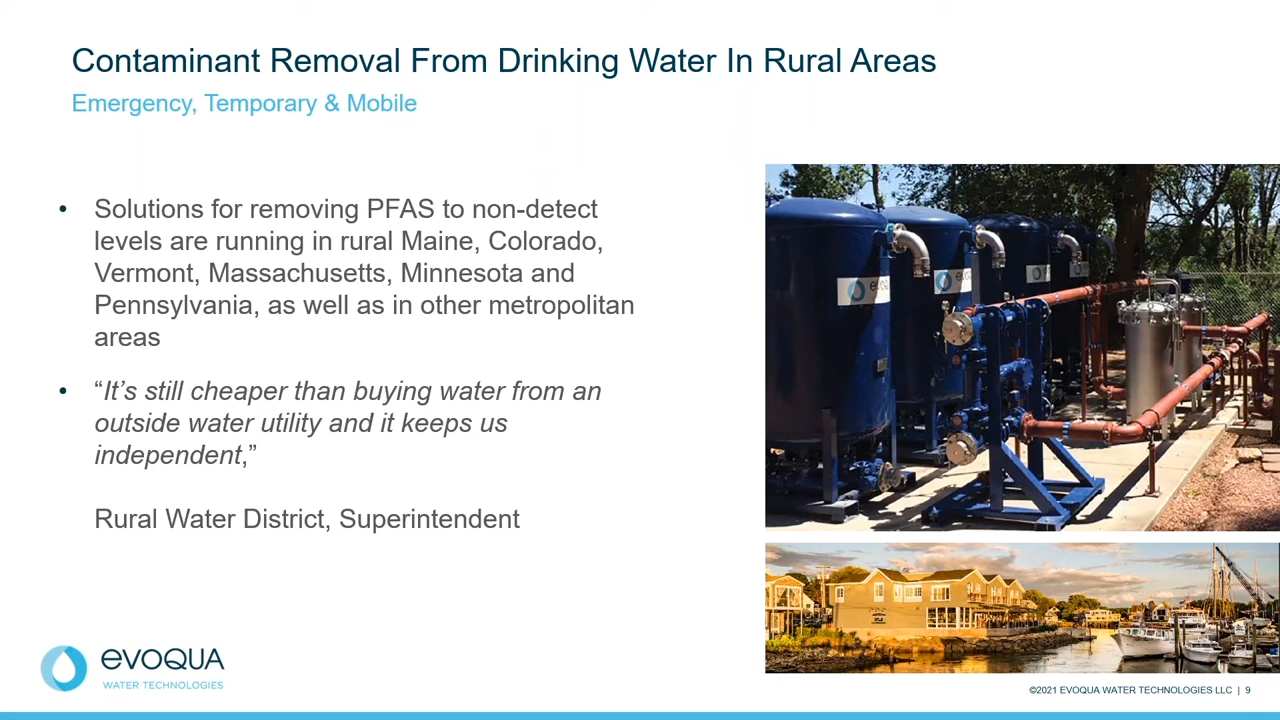 Contaminant Removal From Drinking Water In Rural Areas
Emergency, Temporary & Mobile
• Solutions for removing PFAS to non-detect
levels are running in rural Maine, Colorado,
Vermont, Massachusetts, Minnesota and
Pennsylvania, as well as in other metropolitan
areas
• “It’s still cheaper than buying water from an
outside water utility and it keeps us
independent,”
Rural Water District, Superintendent
evoqua
WATER TECHNOLOGIES
©2021 EVOQUA WATER TECHNOLOGIES LLC | 9